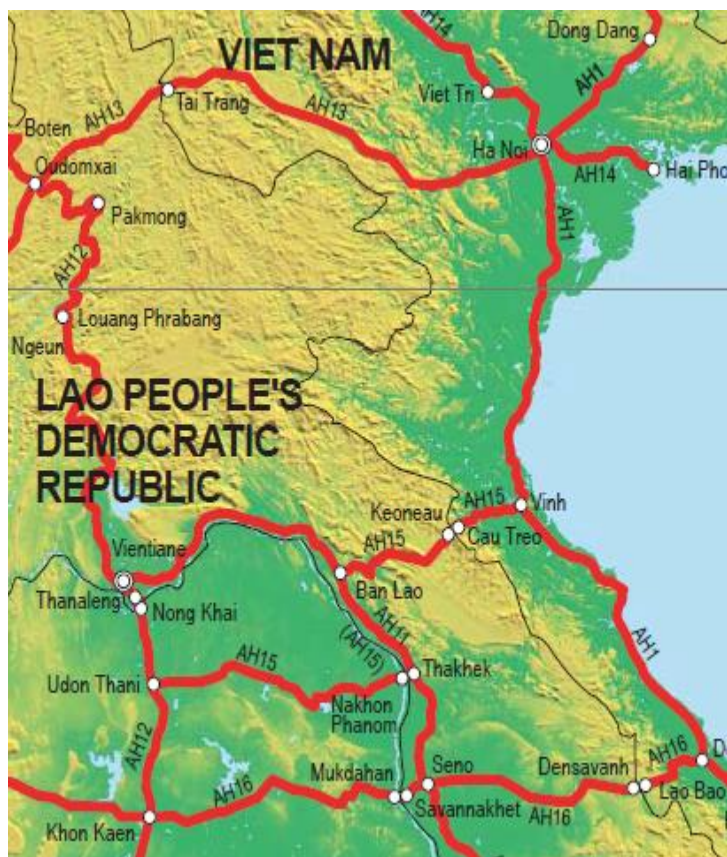 AH14
Dong Dang
VIET NAM
AH1
Viet Tri
Tai Trang
AH13
AH13
Boten
Ha Noi
Oudomxai
AH14
Hai Pho
Pakmong
AH1
AH12
Louang Phrabang
Ngeun
LAO PEOPLE'S
DEMOCRATIC
REPUBLIC
AH15
Vinh
Keoneau
Cau Treo
Vientiane
AH15
Ban Lao
Thanaleng
Nong Khai
AH11
(AH15)
AH1
AH15
Thakhek
Udon Thani
Nakhon
Phanom
AH12
Mukdahan
Seno
Densavanh
AH16
D
AH16
Savannakhet
AH16
Lao Bao
Khon Kaen